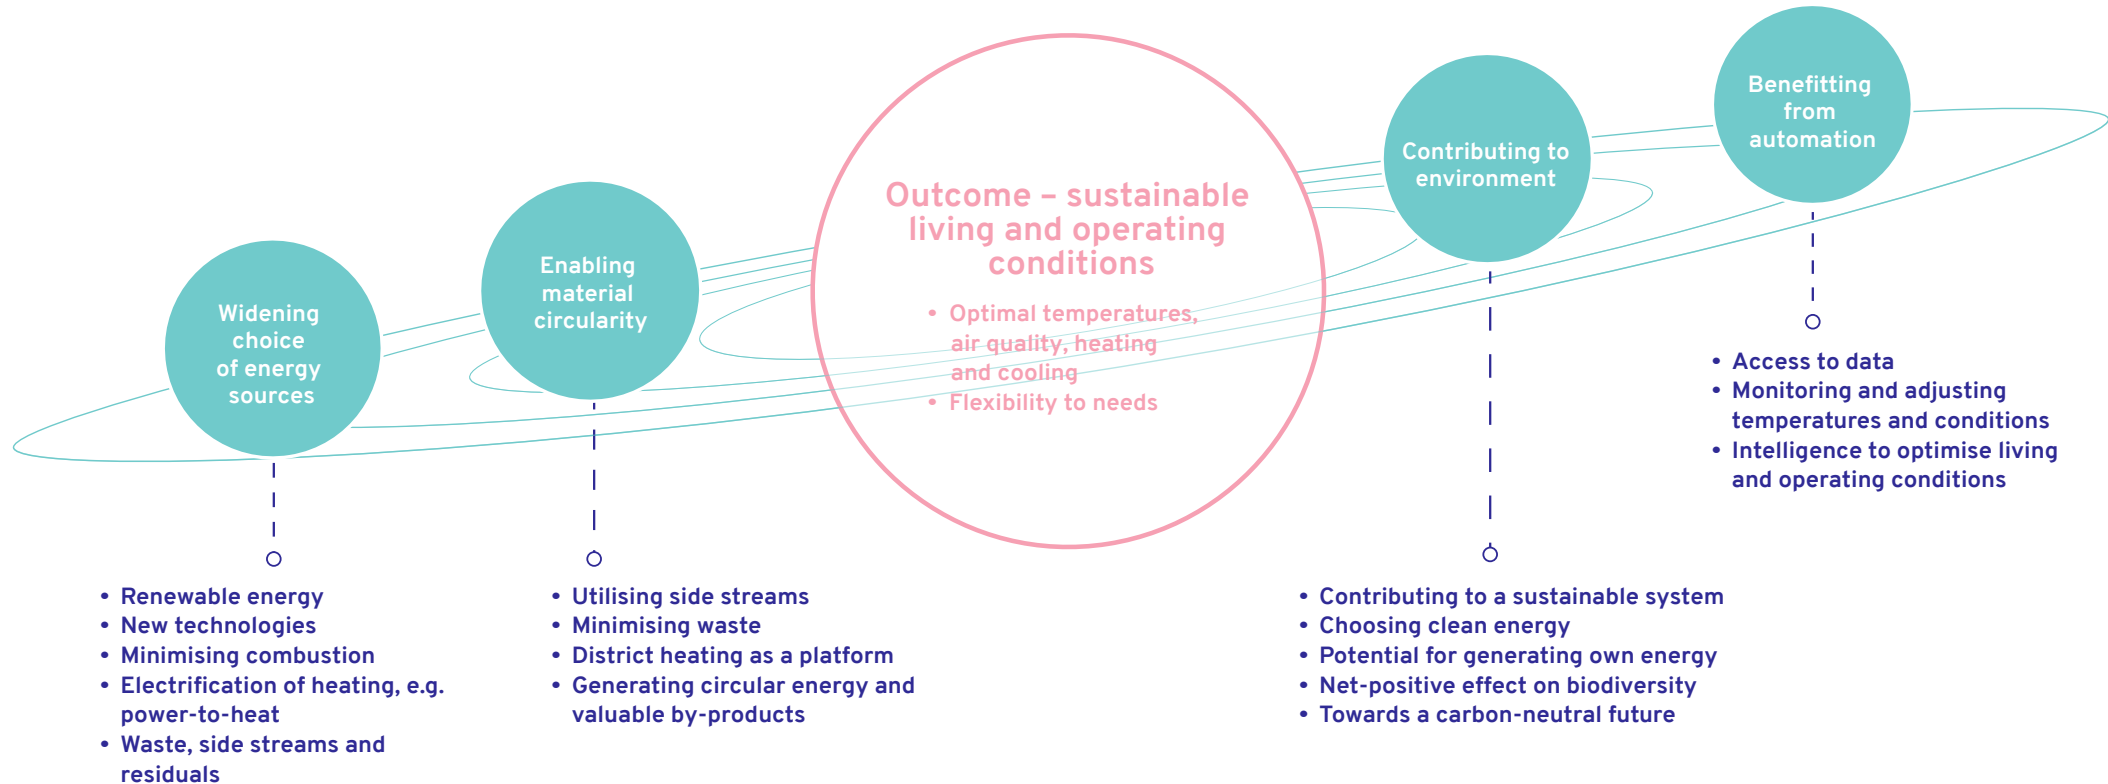 Widening
choice
of energy
sources
• Renewable energy
• New technologies
• Minimising combustion
• Electrification of heating, e.g.
power-to-heat
• Waste, side streams and
residuals
Enabling
material
circularity
• Utilising side streams
• Minimising waste
• District heating as a platform
• Generating circular energy and
valuable by-products
Outcome – sustainable
living and operating
conditions
• Optimal temperatures,
air quality, heating
and cooling
• Flexibility to needs
Contributing to
environment
• Contributing to a sustainable system
• Choosing clean energy
• Potential for generating own energy
• Net-positive effect on biodiversity
• Towards a carbon-neutral future
Benefitting
from
automation
• Access to data
• Monitoring and adjusting
temperatures and conditions
• Intelligence to optimise living
and operating conditions